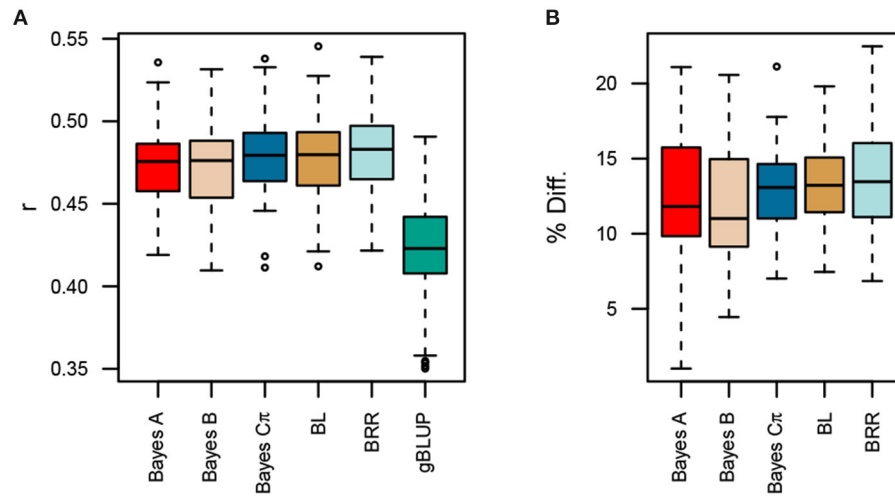 A
r
0.55
0.50
0.45
0.40
0.35
Bayes A
Bayes B
Bayes Cπ
BL
BRR
gBLUP
B
% Diff.
20
15
10
5
Bayes A
Bayes B
Bayes Cπ
BL
BRR